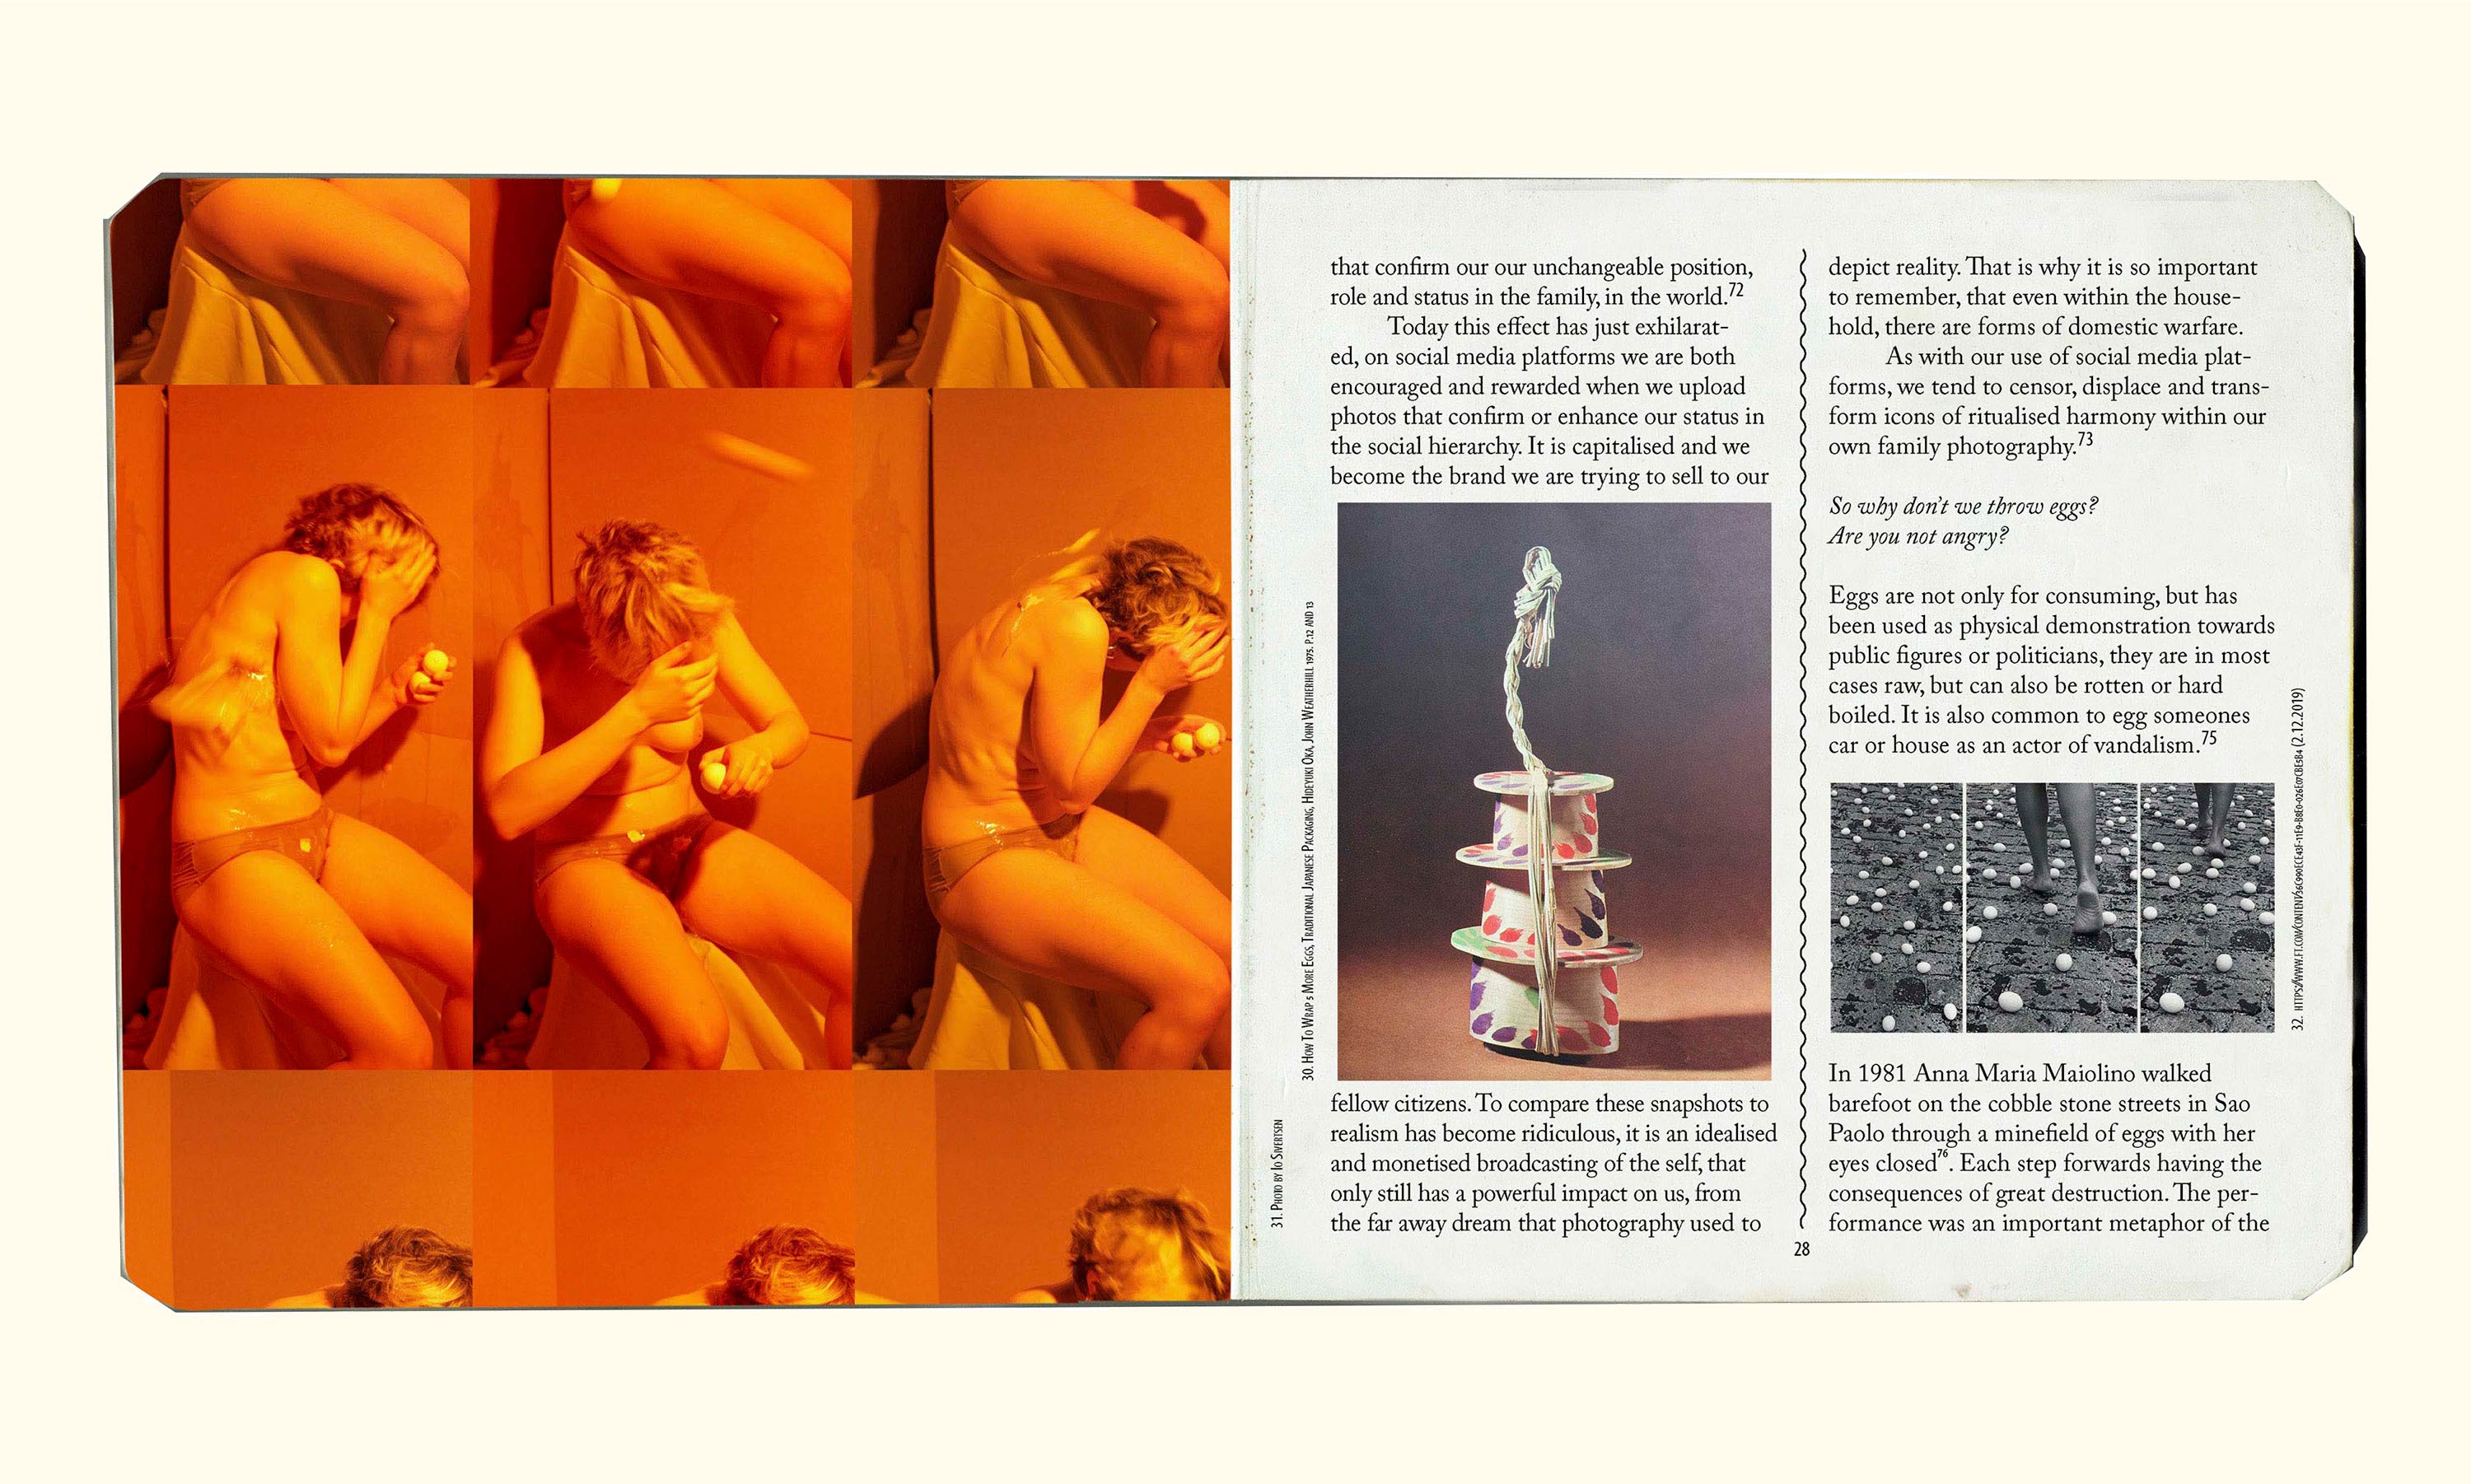 that confirm our our unchangeable position,
role and status in the family, in the world.72
Today this effect has just exhilarat-
ed, on social media platforms we are both
encouraged and rewarded when we upload
photos that confirm or enhance our status in
the social hierarchy. It is capitalised and we
become the brand we are trying to sell to our
fellow citizens. To compare these snapshots to
realism has become ridiculous, it is an idealised
and monetised broadcasting of the self, that
only still has a powerful impact on us, from
the far away dream that photography used to
depict reality. That is why it is so important
to remember, that even within the house-
hold, there are forms of domestic warfare.
As with our use of social media plat-
forms, we tend to censor, displace and trans-
form icons of ritualised harmony within our
own family photography.73
So why don't we throw eggs?
Are you not angry?
Eggs are not only for consuming, but has
been used as physical demonstration towards
public figures or politicians, they are in most
cases raw, but can also be rotten or hard
boiled. It is also common to egg someones
car or house as an actor of vandalism.75
In 1981 Anna Maria Maiolino walked
barefoot on the cobble stone streets in Sao
Paolo through a minefield of eggs with her
eyes closed76. Each step forwards having the
consequences of great destruction. The per-
formance was an important metaphor of the
28
31. Photo by Io Sivertsen
30. How To Wrap 5 More Eggs, Traditional Japanese Packaging, Hideyuki Oka, John Weatherhill 1975. P.12 and 13
32. (2.12.2019)